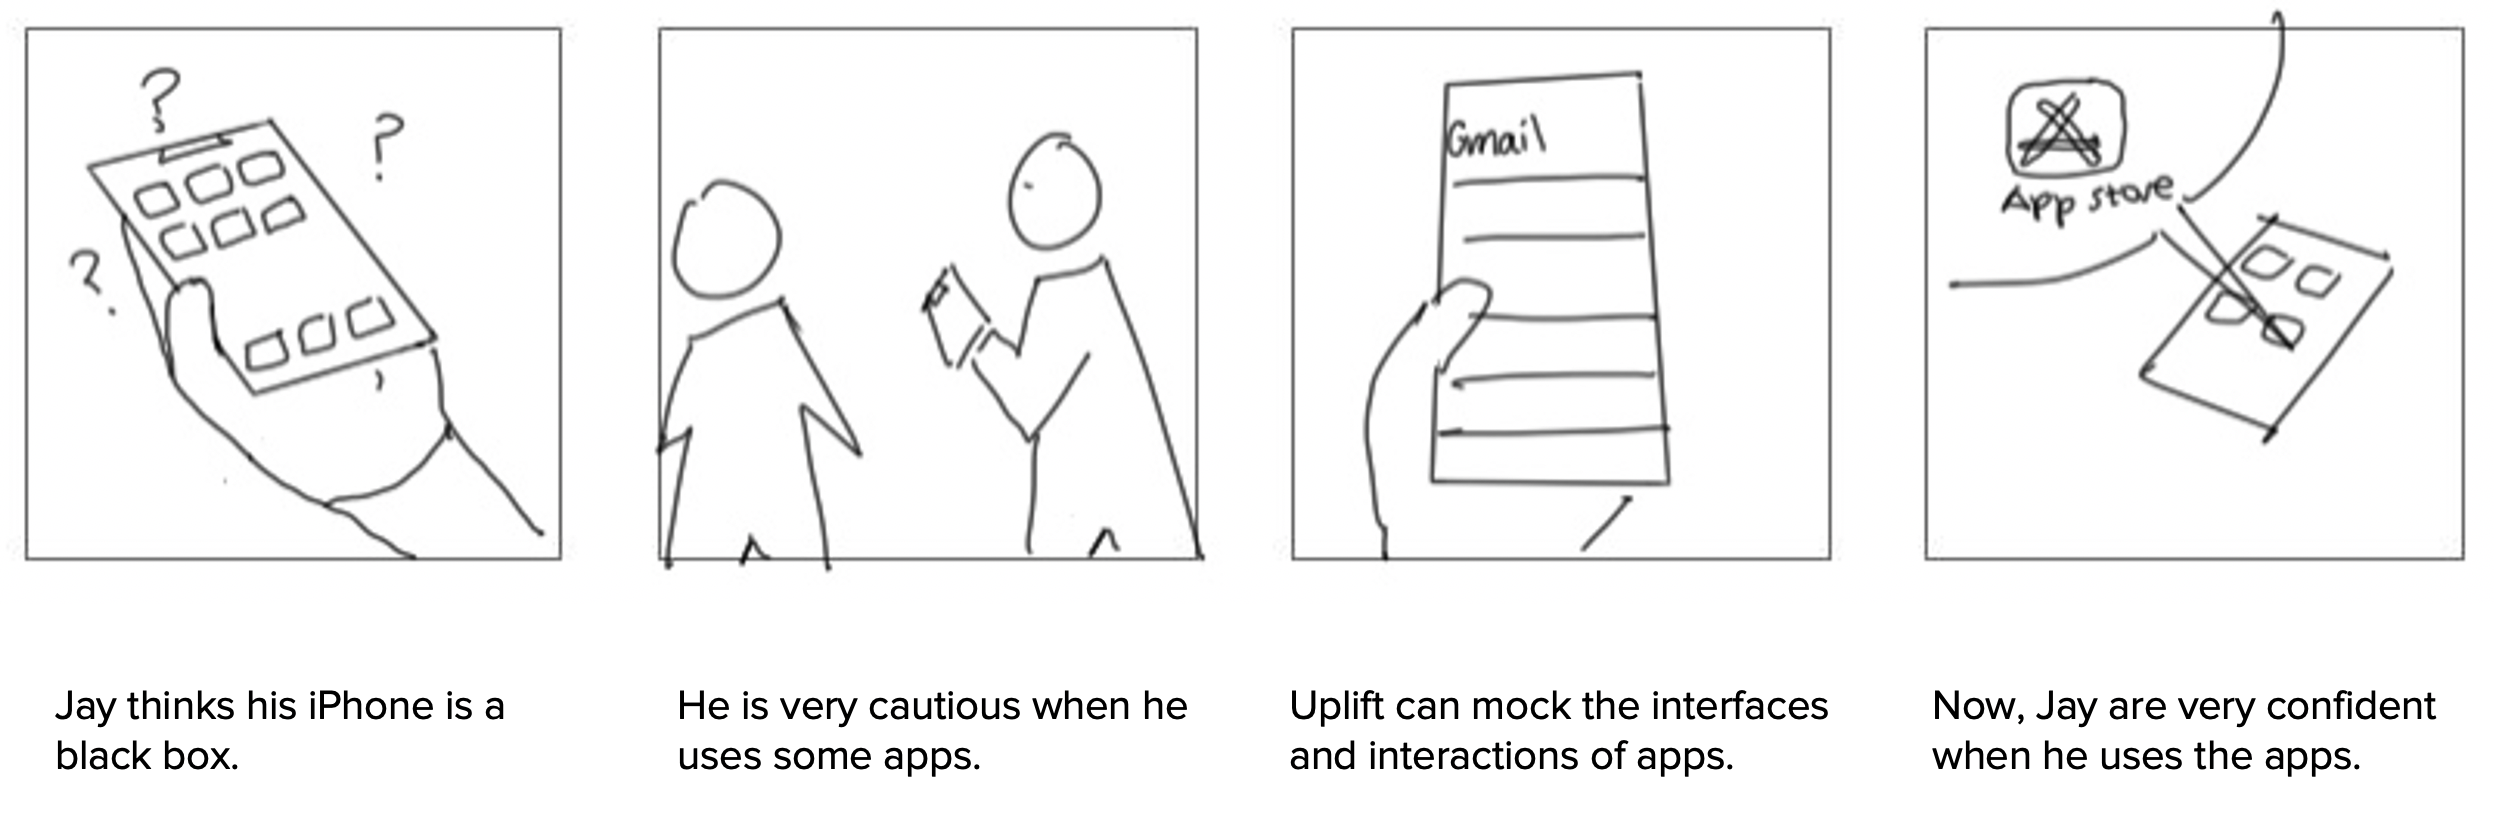 ?
?
?
Gmail
App store
Jay thinks his iPhone is a
black box.
He is very cautious when he
uses some apps.
Uplift can mock the interfaces
and interactions of apps.
Now, Jay are very confident
when he uses the apps.